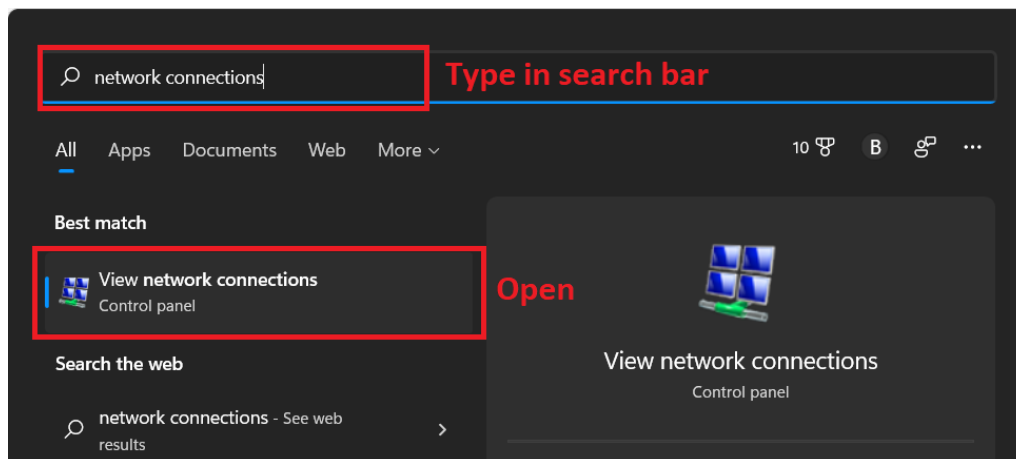 network connections Type in search bar
All Apps Documents Web More 10 B ...
Best match
View network connections
Control panel
Open
Search the web
network connections - See web
results
View network connections
Control panel